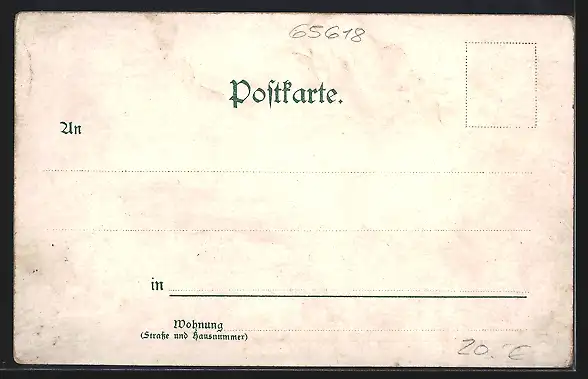 65618
Poſtkarte.
An
in
Wohnung
(Straße und Hausnummer)
20.- €